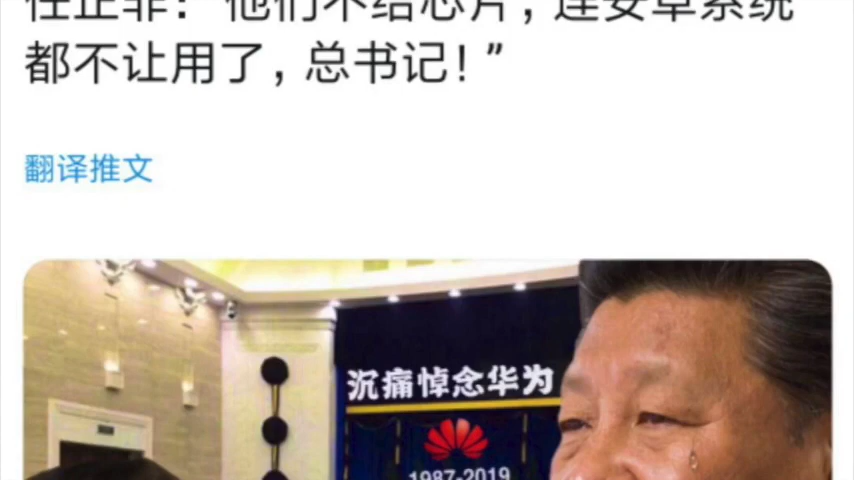 任正非：“他们不给芯片，连安卓系统
都不让用了，总书记！”
翻译推文
沉痛悼念华为
1987-2019